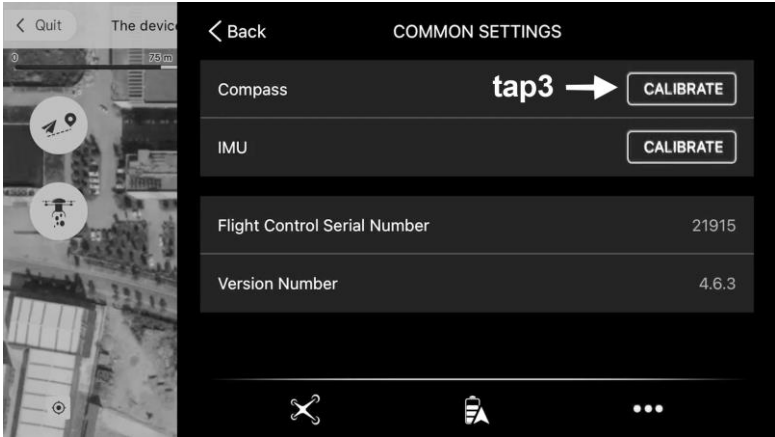 Quit
The device
0
75 m
Back
COMMON SETTINGS
Compass
tap3
CALIBRATE
IMU
CALIBRATE
Flight Control Serial Number
21915
Version Number
4.6.3